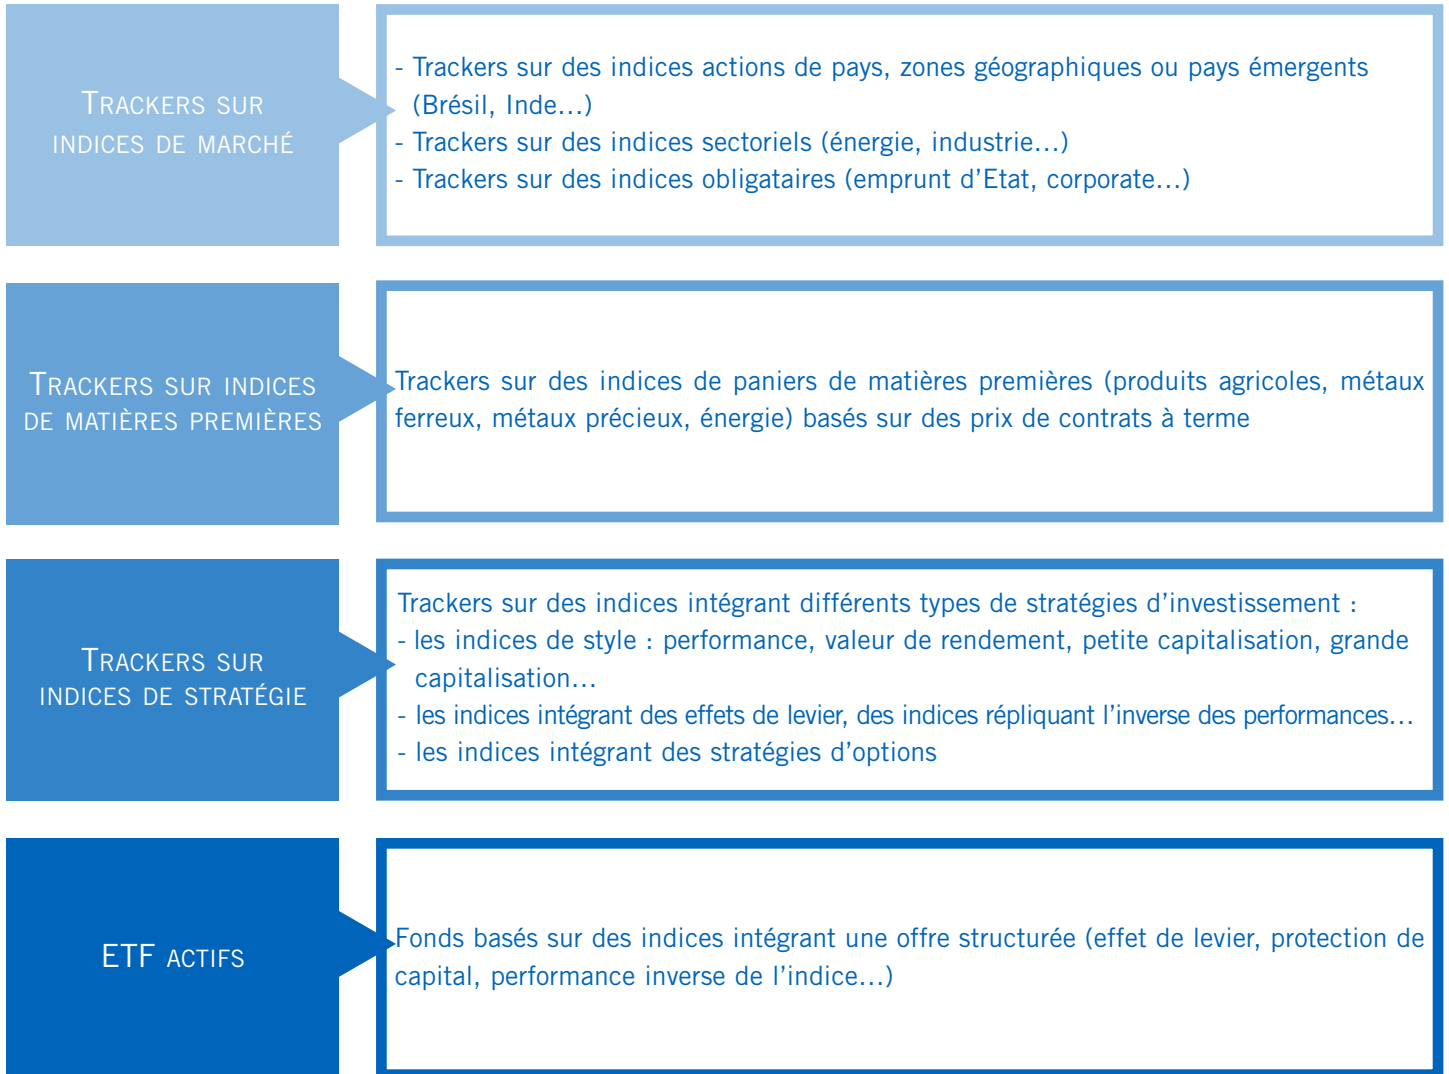 Trackers sur
indices de marché
- Trackers sur des indices actions de pays, zones géographiques ou pays émergents
(Brésil, Inde…)
- Trackers sur des indices sectoriels (énergie, industrie…)
- Trackers sur des indices obligataires (emprunt d’Etat, corporate…)
Trackers sur indices
de matières premières
Trackers sur des indices de paniers de matières premières (produits agricoles, métaux
ferreux, métaux précieux, énergie) basés sur des prix de contrats à terme
Trackers sur
indices de stratégie
Trackers sur des indices intégrant différents types de stratégies d’investissement :
- les indices de style : performance, valeur de rendement, petite capitalisation, grande
capitalisation…
- les indices intégrant des effets de levier, des indices répliquant l’inverse des performances…
- les indices intégrant des stratégies d’options
ETF actifs
Fonds basés sur des indices intégrant une offre structurée (effet de levier, protection de
capital, performance inverse de l’indice…)